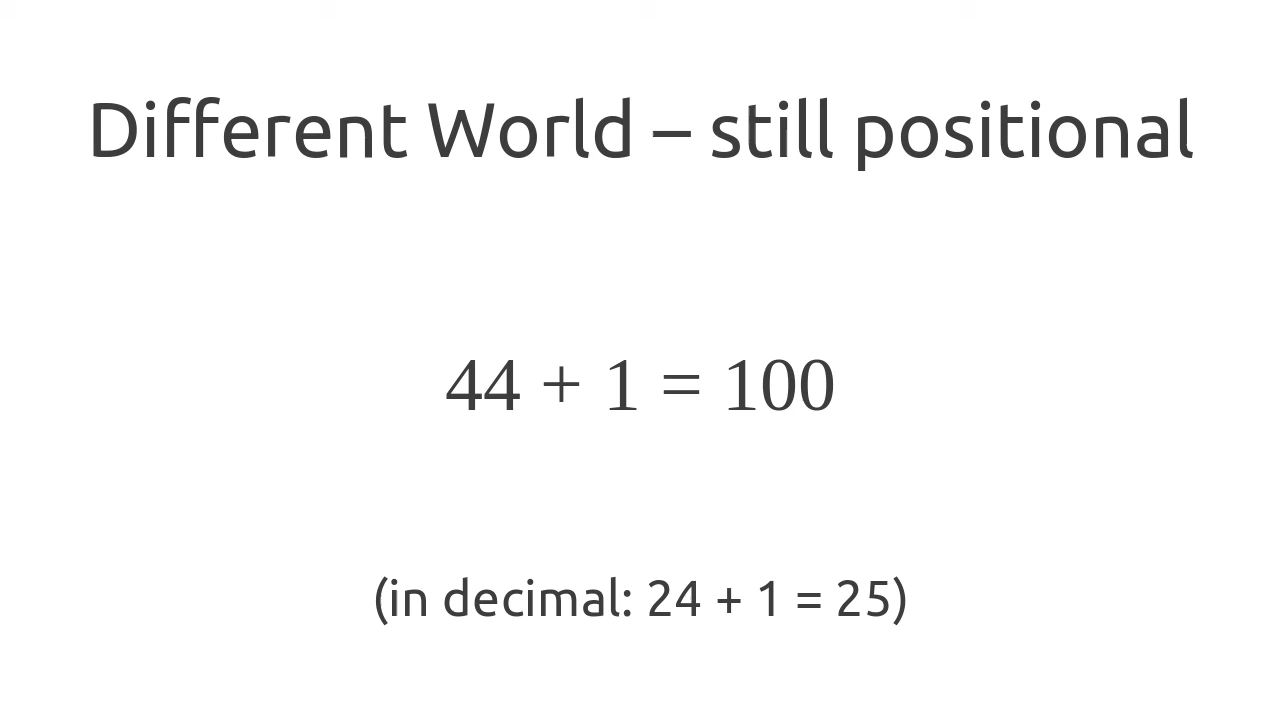 Different World – still positional
44 + 1 = 100
(in decimal: 24 + 1 = 25)